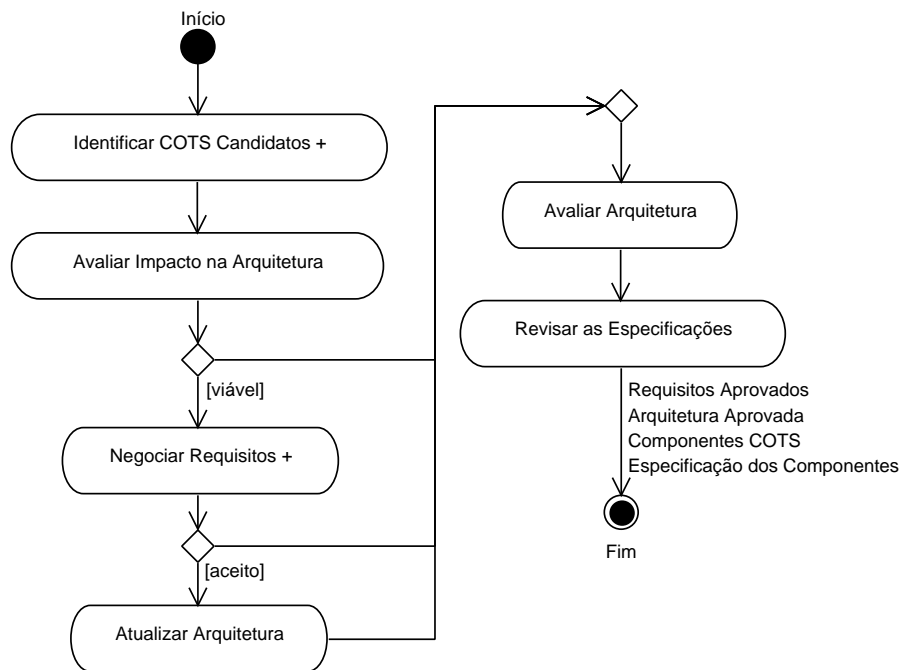 Início
Identificar COTS Candidatos +
Avaliar Impacto na Arquitetura
[viável]
Negociar Requisitos +
[aceito]
Atualizar Arquitetura
Avaliar Arquitetura
Revisar as Especificações
Requisitos Aprovados
Arquitetura Aprovada
Componentes COTS
Especificação dos Componentes
Fim